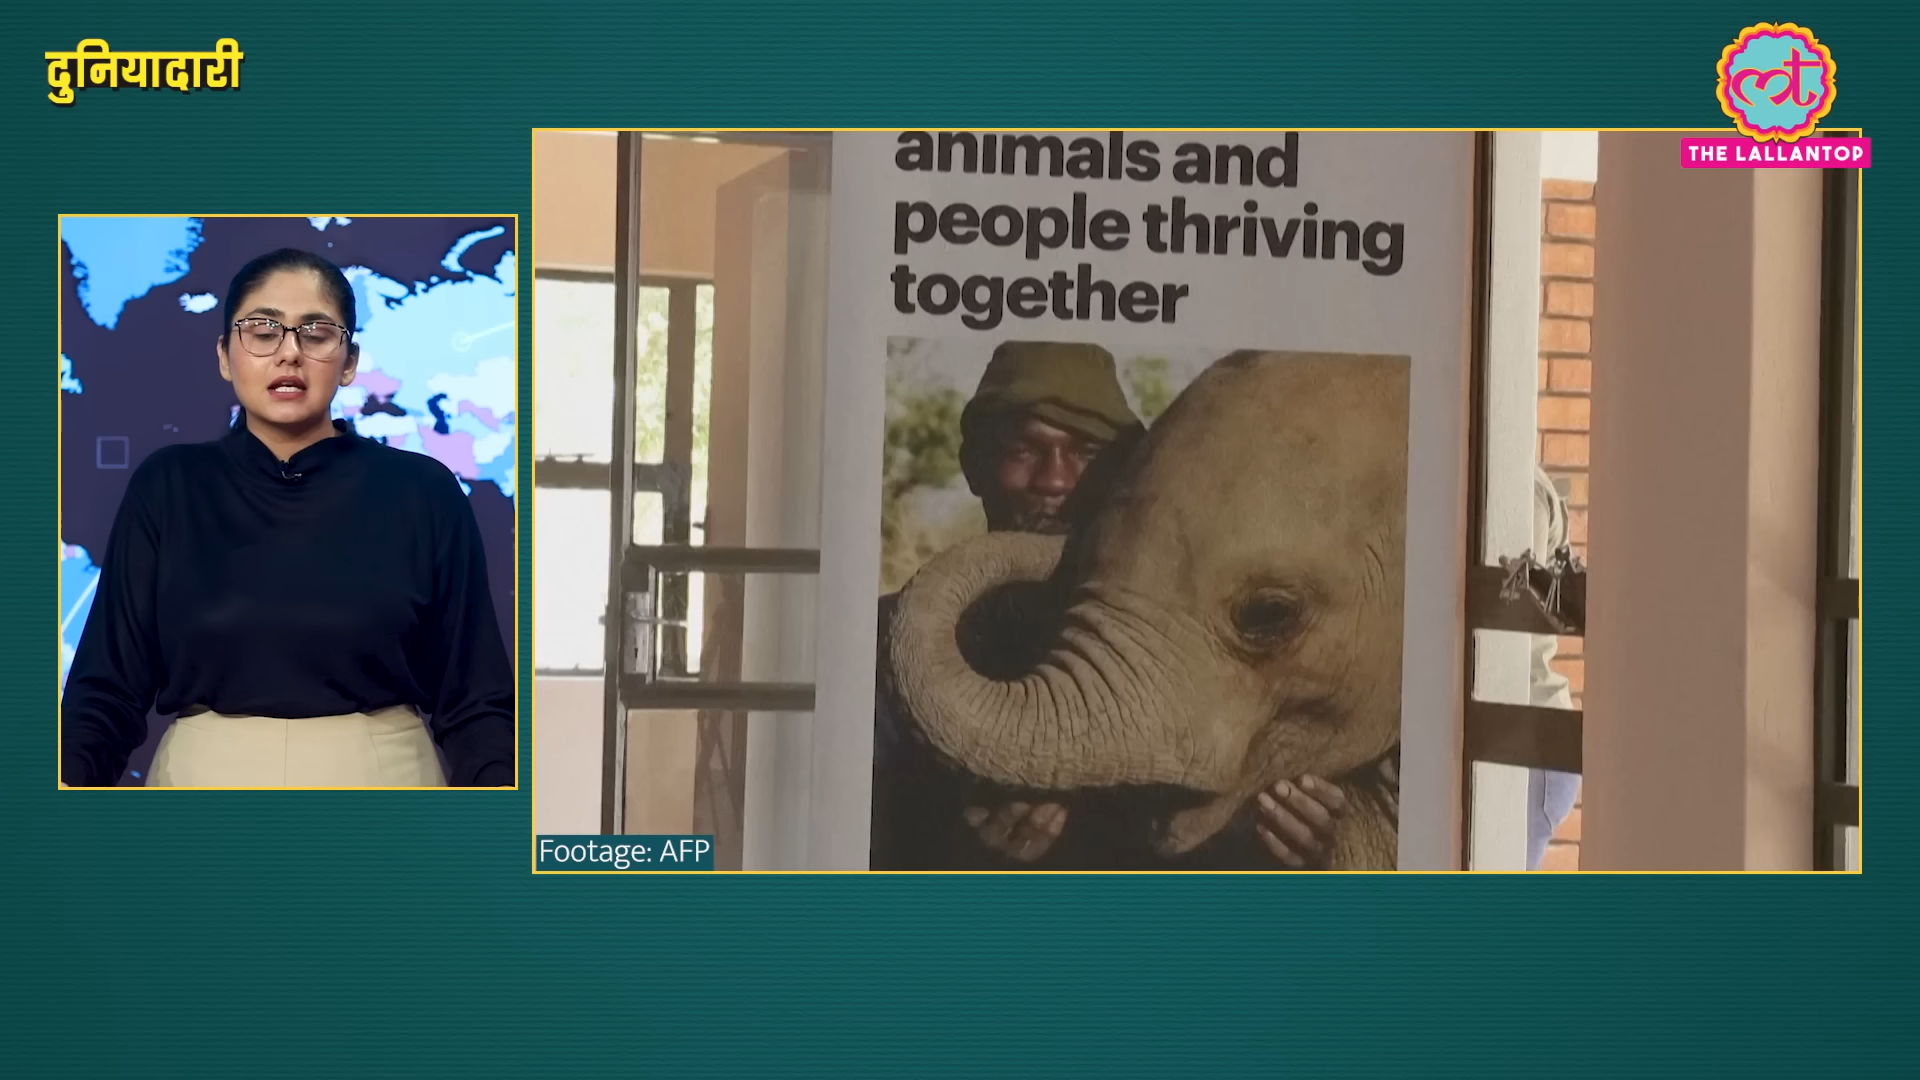 दुनियादारी
THE LALLANTOP
animals and
people thriving
together
Footage: AFP